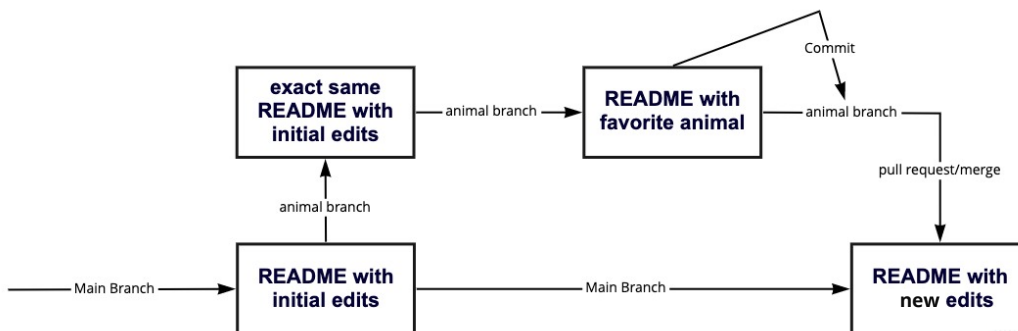 Commit
exact same
README with
initial edits
animal branch
README with
favorite animal
animal branch
pull request/merge
animal branch
Main Branch
README with
initial edits
Main Branch
README with
new edits